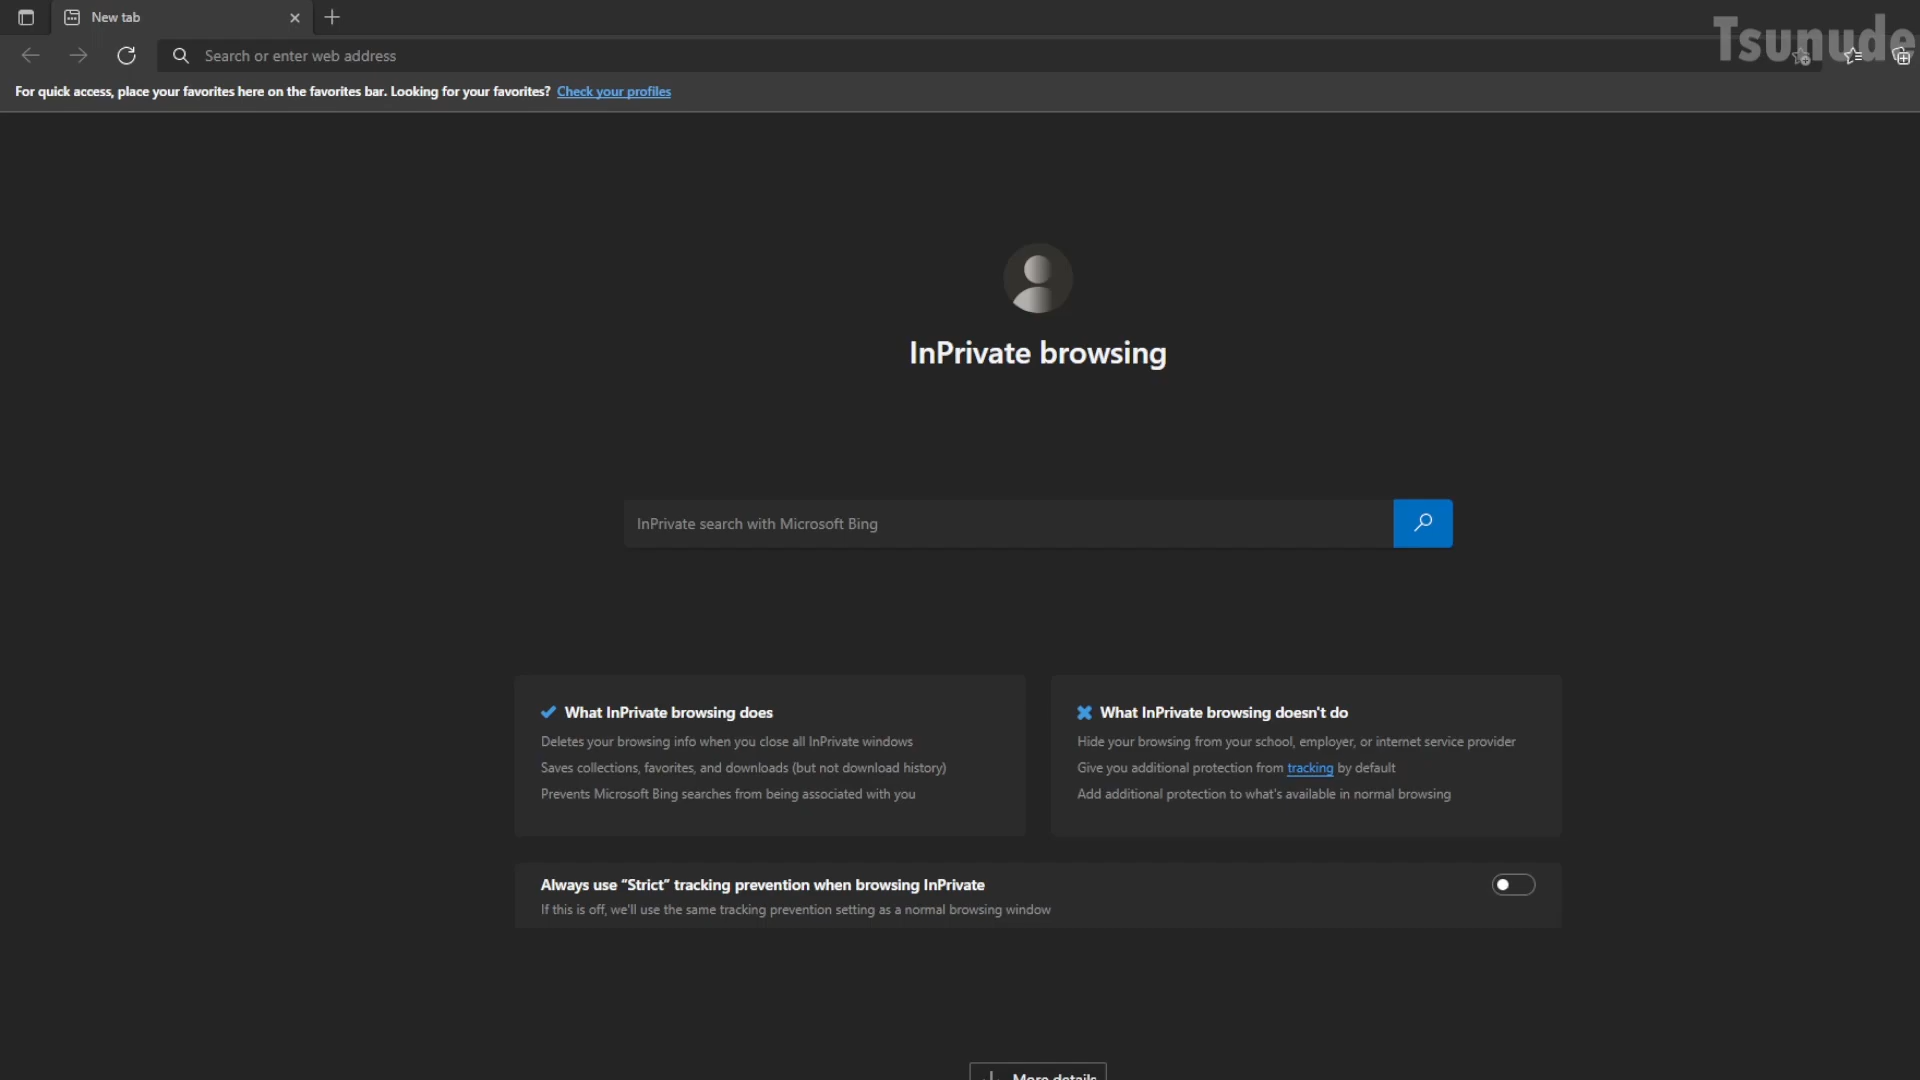 New tab
Tsunude
Search or enter web address
For quick access, place your favorites here on the favorites bar. Looking for your favorites? Check your profiles
InPrivate browsing
InPrivate search with Microsoft Bing
What InPrivate browsing does
Deletes your browsing info when you close all InPrivate windows
Saves collections, favorites, and downloads (but not download history)
Prevents Microsoft Bing searches from being associated with you
What InPrivate browsing doesn't do
Hide your browsing from your school, employer, or internet service provider
Give you additional protection from tracking by default
Add additional protection to what's available in normal browsing
Always use “Strict” tracking prevention when browsing InPrivate
If this is off, we'll use the same tracking prevention setting as a normal browsing window
More details